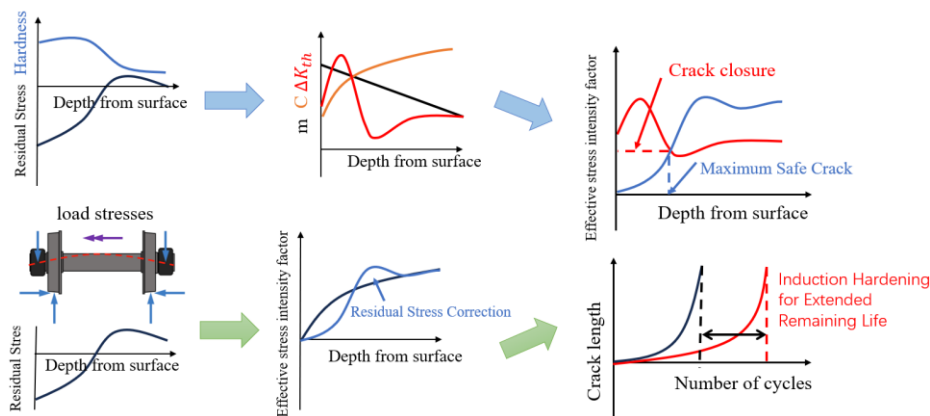 Hardness
Residual Stress
Depth from surface
m C ΔK_th
Depth from surface
Effective stress intensity factor
Crack closure
Maximum Safe Crack
Depth from surface
load stresses
Residual Stres
Depth from surface
Effective stress intensity factor
Residual Stress Correction
Depth from surface
Crack length
Induction Hardening
for Extended
Remaining Life
Number of cycles